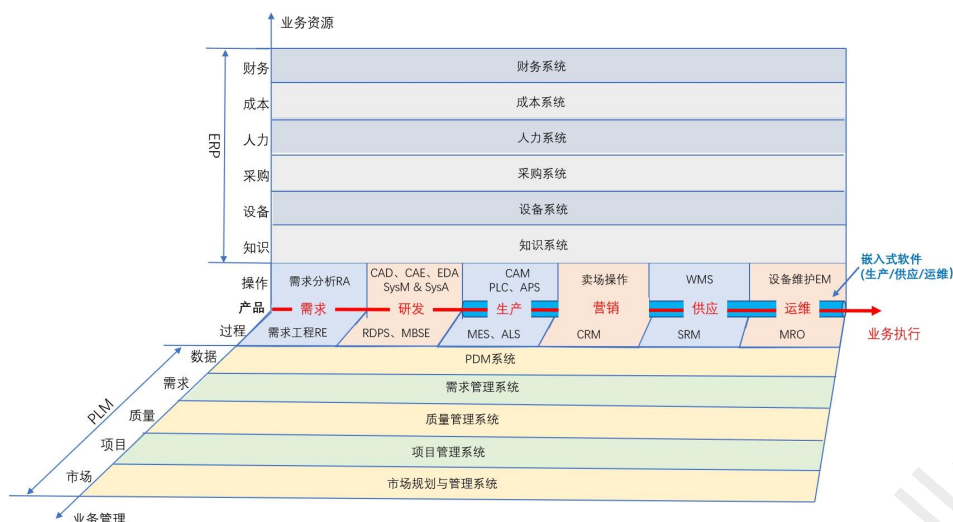 业务资源
财务
财务系统
成本
成本系统
人力
人力系统
ERP
采购
采购系统
设备
设备系统
知识
知识系统
嵌入式软件
(生产/供应/运维)
操作
需求分析RA
CAD、CAE、EDA
SysM & SysA
CAM
PLC、APS
卖场操作
WMS
设备维护EM
产品
需求
研发
生产
营销
供应
运维
业务执行
过程
需求工程RE
RDPS、MBSE
MES、ALS
CRM
SRM
MRO
数据
PDM系统
需求
需求管理系统
PLM
质量
质量管理系统
项目
项目管理系统
市场
市场规划与管理系统
业务管理